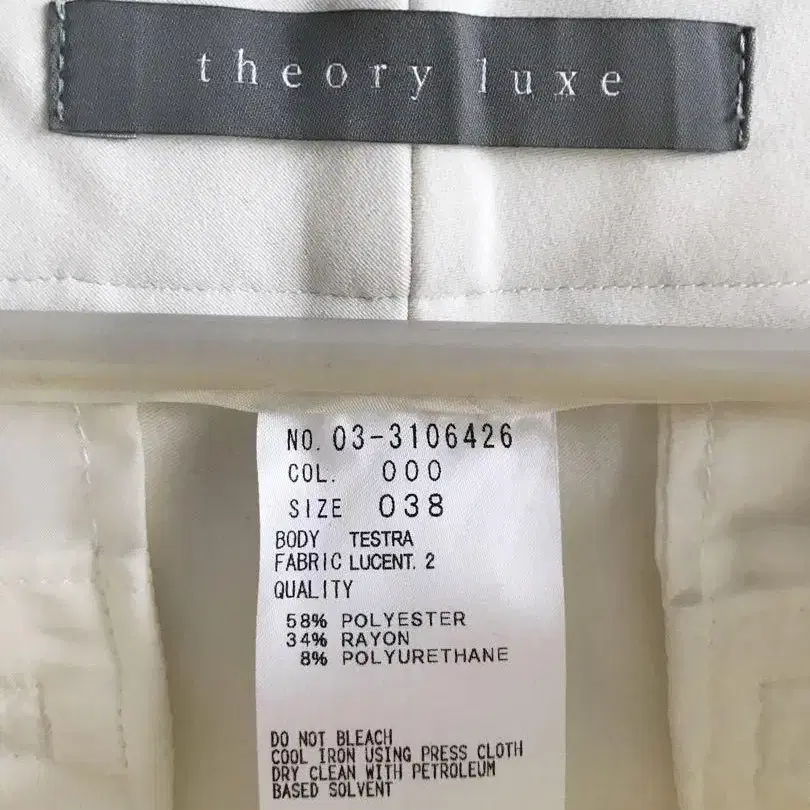 theory luxe
NO. 03-3106426
COL. 000
SIZE 038
BODY TESTRA
FABRIC LUCENT. 2
QUALITY
58% POLYESTER
34% RAYON
8% POLYURETHANE
DO NOT BLEACH
COOL IRON USING PRESS CLOTH
DRY CLEAN WITH PETROLEUM
BASED SOLVENT